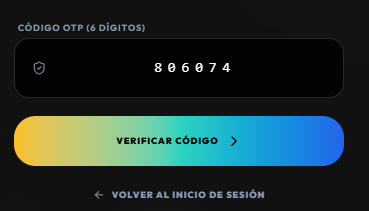 CÓDIGO OTP (6 DÍGITOS)
806074
VERIFICAR CÓDIGO
VOLVER AL INICIO DE SESIÓN